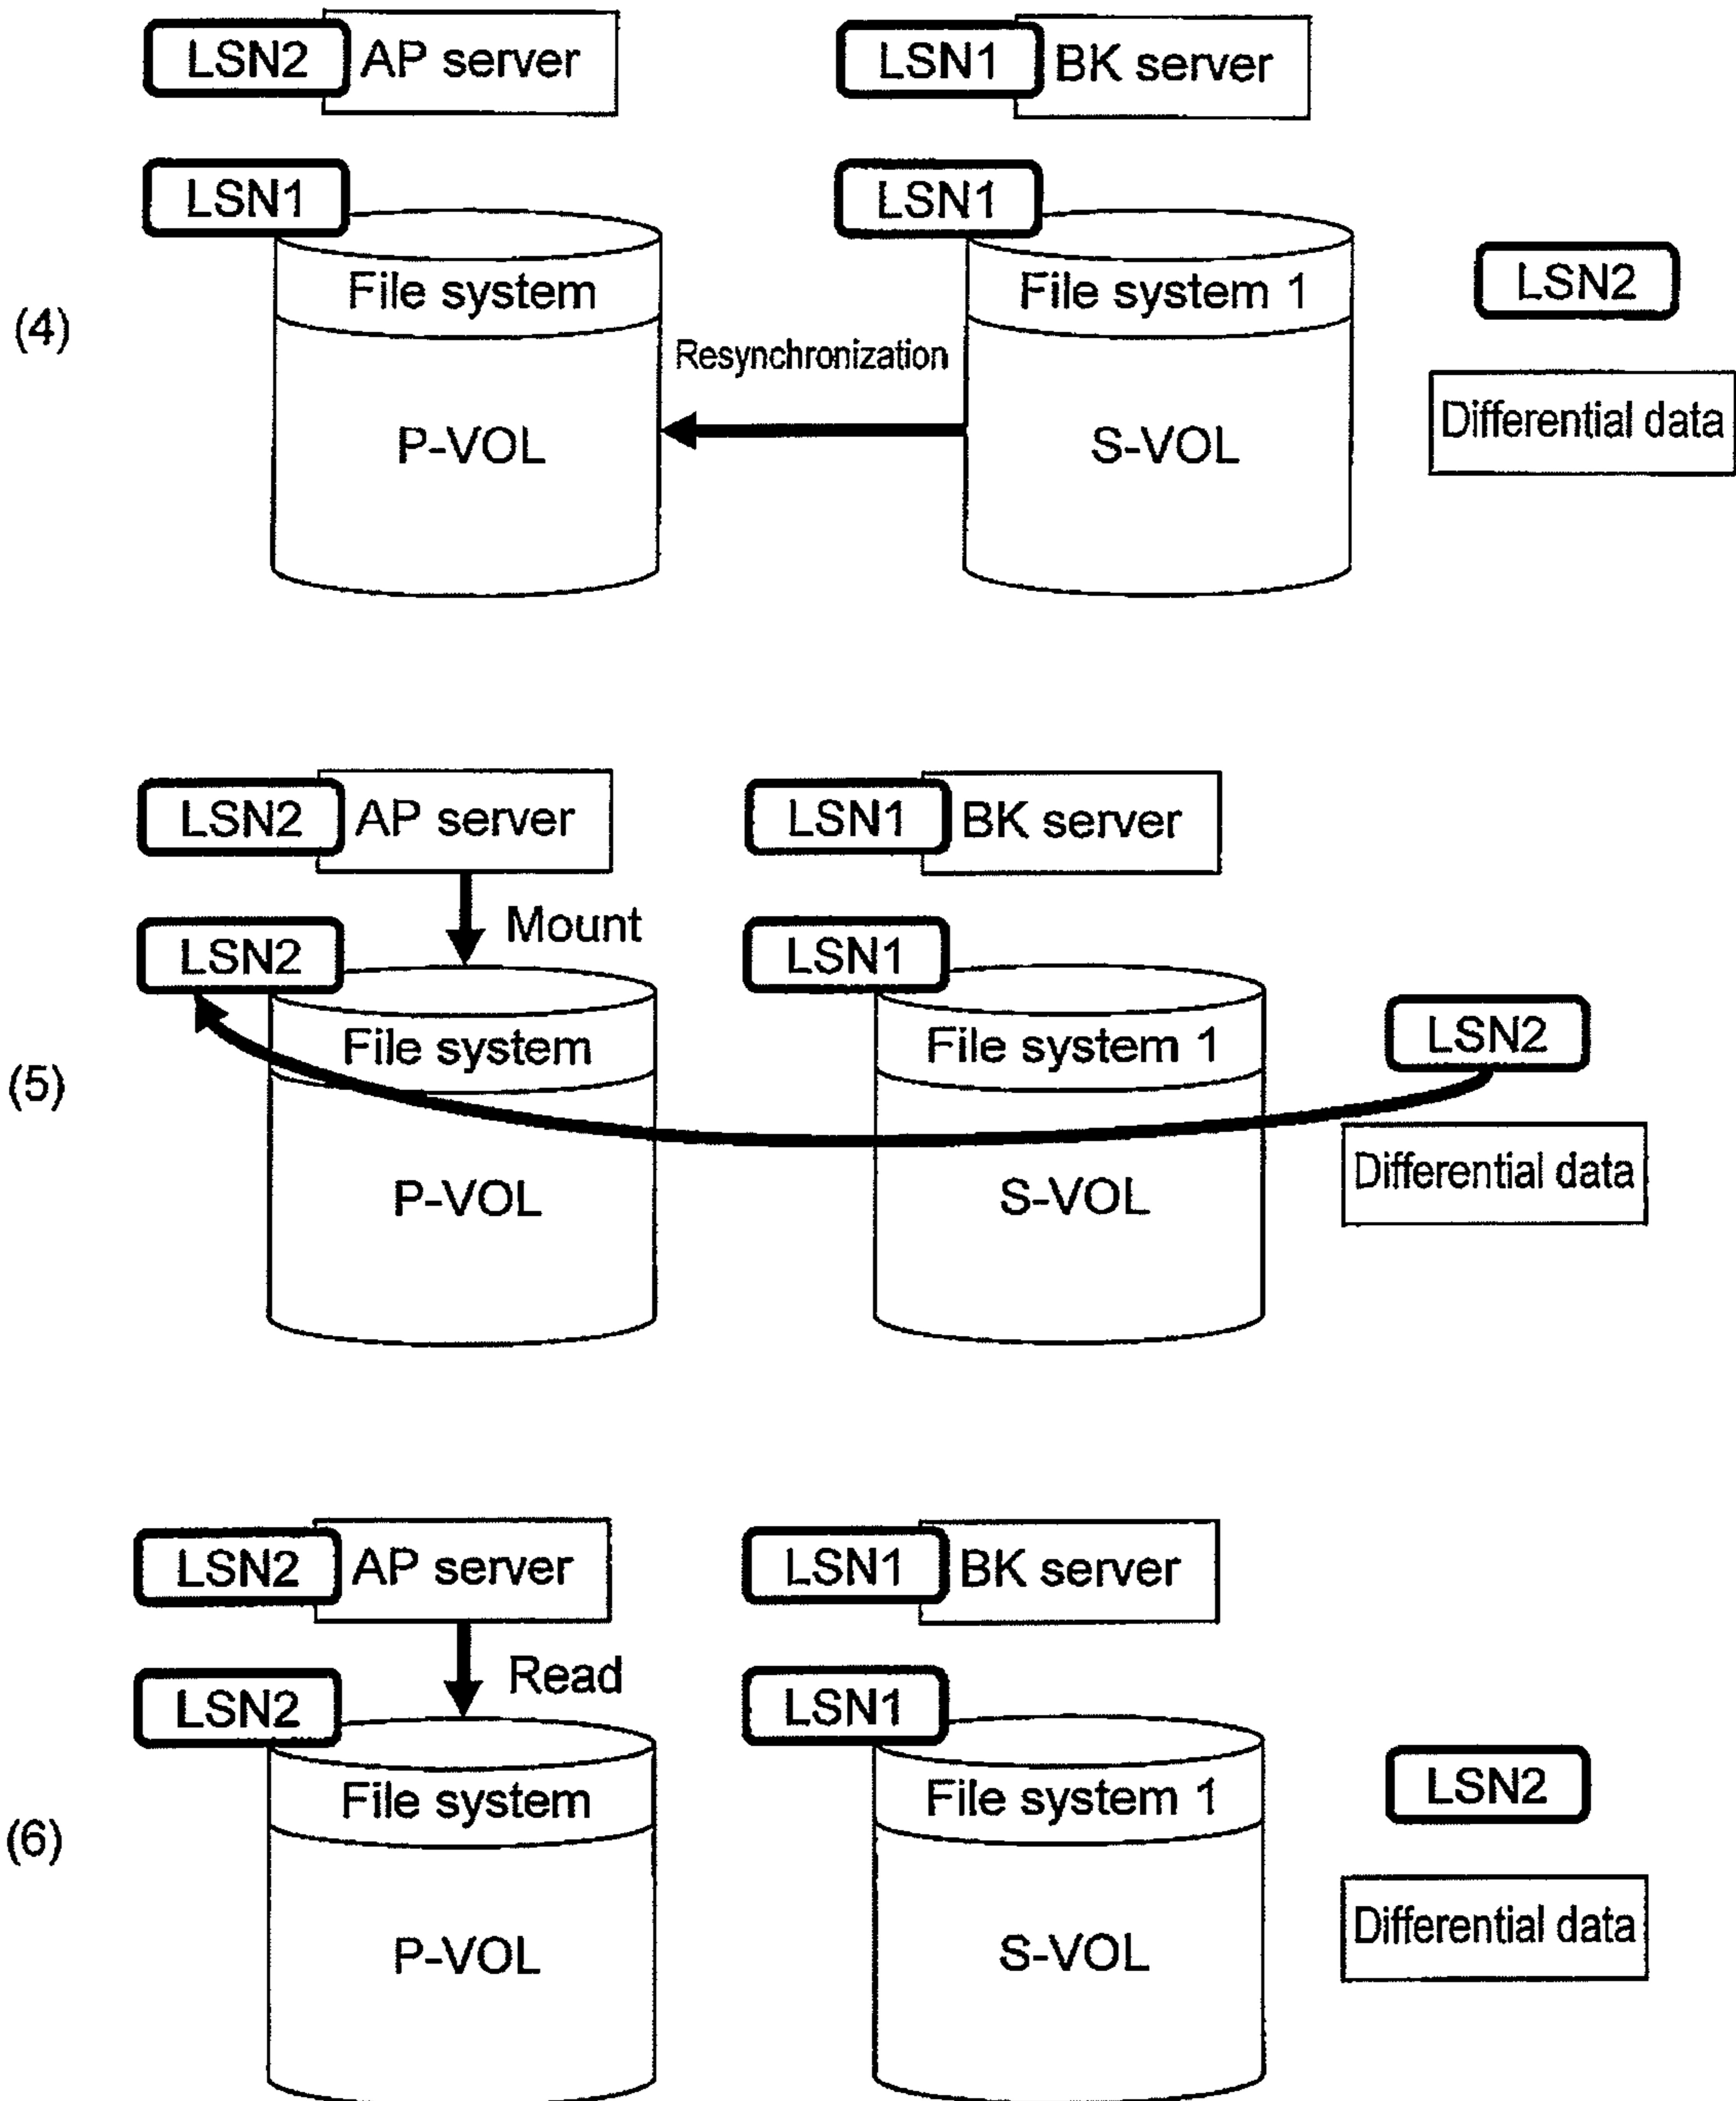 LSN2 AP server LSN1 BK server
LSN1 LSN1
File system File system 1 LSN2
(4)
Resynchronization
Differential data
P-VOL S-VOL
LSN2 AP server LSN1 BK server
Mount
LSN2 LSN1
File system File system 1 LSN2
(5)
Differential data
P-VOL S-VOL
LSN2 AP server LSN1 BK server
Read
LSN2 LSN1
File system File system 1 LSN2
(6)
Differential data
P-VOL S-VOL